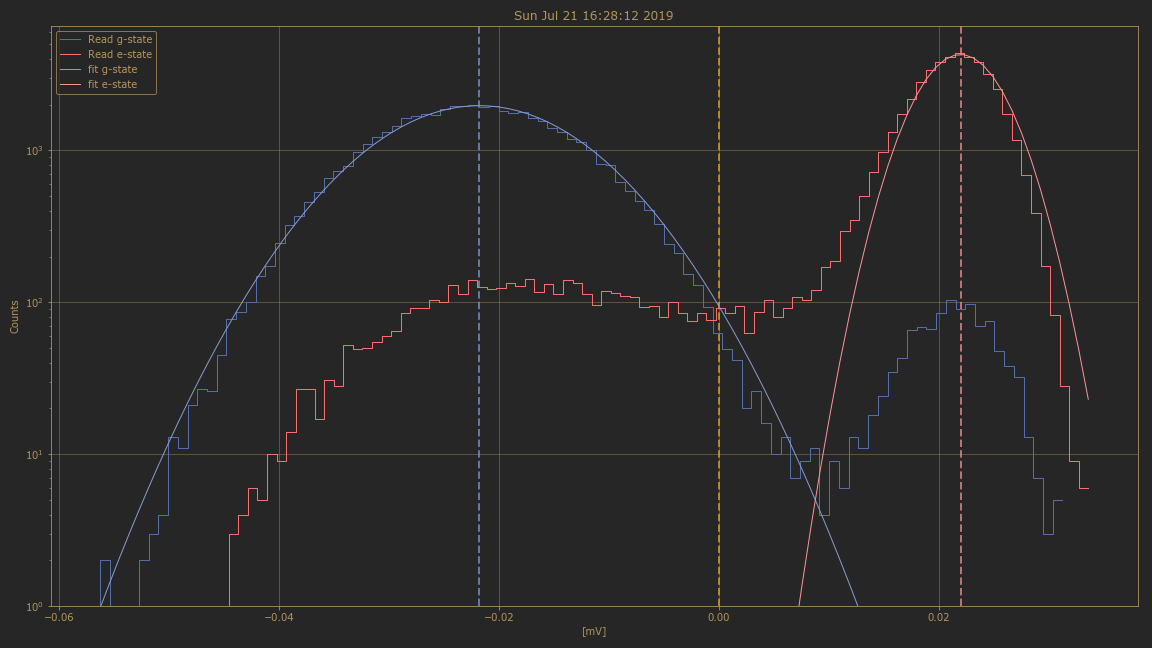 Sun Jul 21 16:28:12 2019
Read g-state
Read e-state
fit g-state
fit e-state
Counts
10³
10²
10¹
10⁰
−0.06
−0.04
−0.02
0.00
0.02
[mV]